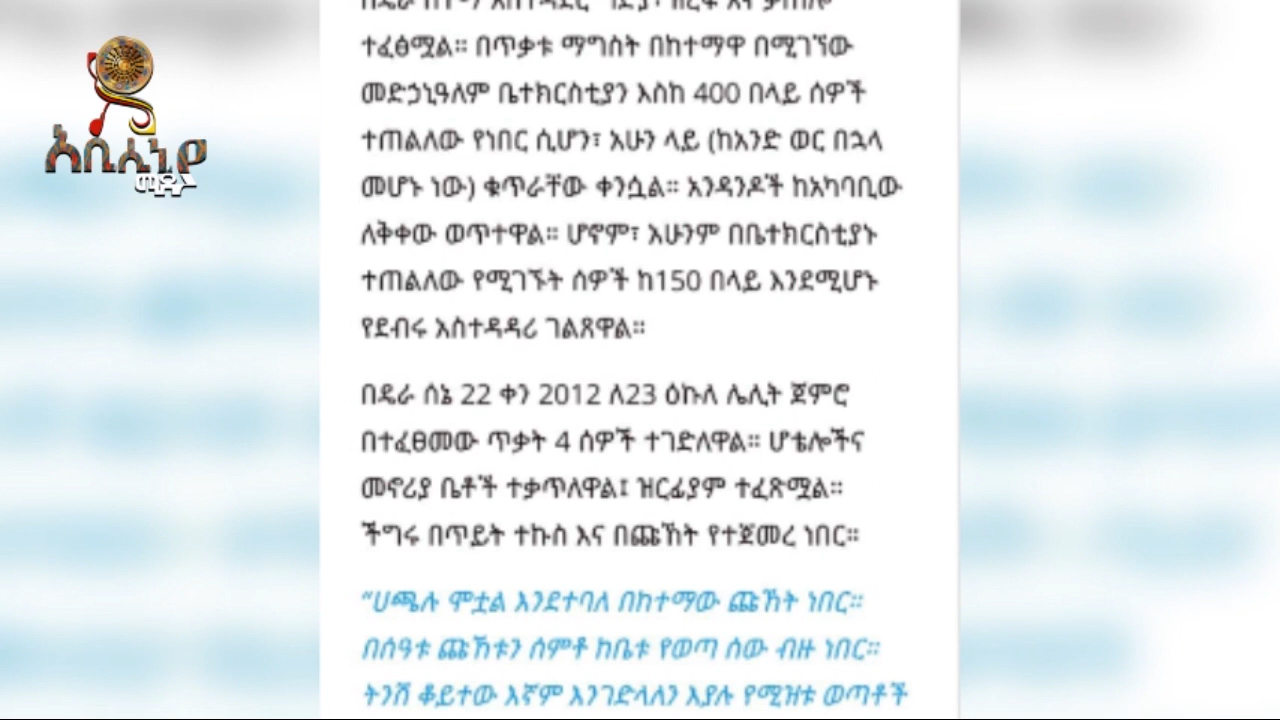 አቢሲኒያ
ሚዲያ
ተፈፅሟል። በጥቃቱ ማግስት በከተማዋ በሚገኘው
መድኃኒዓለም ቤተክርስቲያን እስከ 400 በላይ ሰዎች
ተጠልለው የነበር ሲሆን፣ አሁን ላይ (ከአንድ ወር በኋላ
መሆኑ ነው) ቁጥራቸው ቀንሷል። አንዳንዶች ከአካባቢው
ለቅቀው ወጥተዋል። ሆኖም፣ አሁንም በቤተክርስቲያኑ
ተጠልለው የሚገኙት ሰዎች ከ150 በላይ እንደሚሆኑ
የደብሩ አስተዳዳሪ ገልጸዋል።
በደራ ሰኔ 22 ቀን 2012 ለ23 ዕኩለ ሌሊት ጀምሮ
በተፈፀመው ጥቃት 4 ሰዎች ተገድለዋል። ሆቴሎችና
መኖሪያ ቤቶች ተቃጥለዋል፤ ዝርፊያም ተፈጽሟል።
ችግሩ በጥይት ተኩስ እና በጩኸት የተጀመረ ነበር።
“ሀጫሉ ሞቷል እንደተባለ በከተማው ጩኸት ነበር።
በሰዓቱ ጩኸቱን ሰምቶ ከቤቱ የወጣ ሰው ብዙ ነበር።
ትንሽ ቆይተው እኛም እንገድላለን እያሉ የሚዝቱ ወጣቶች